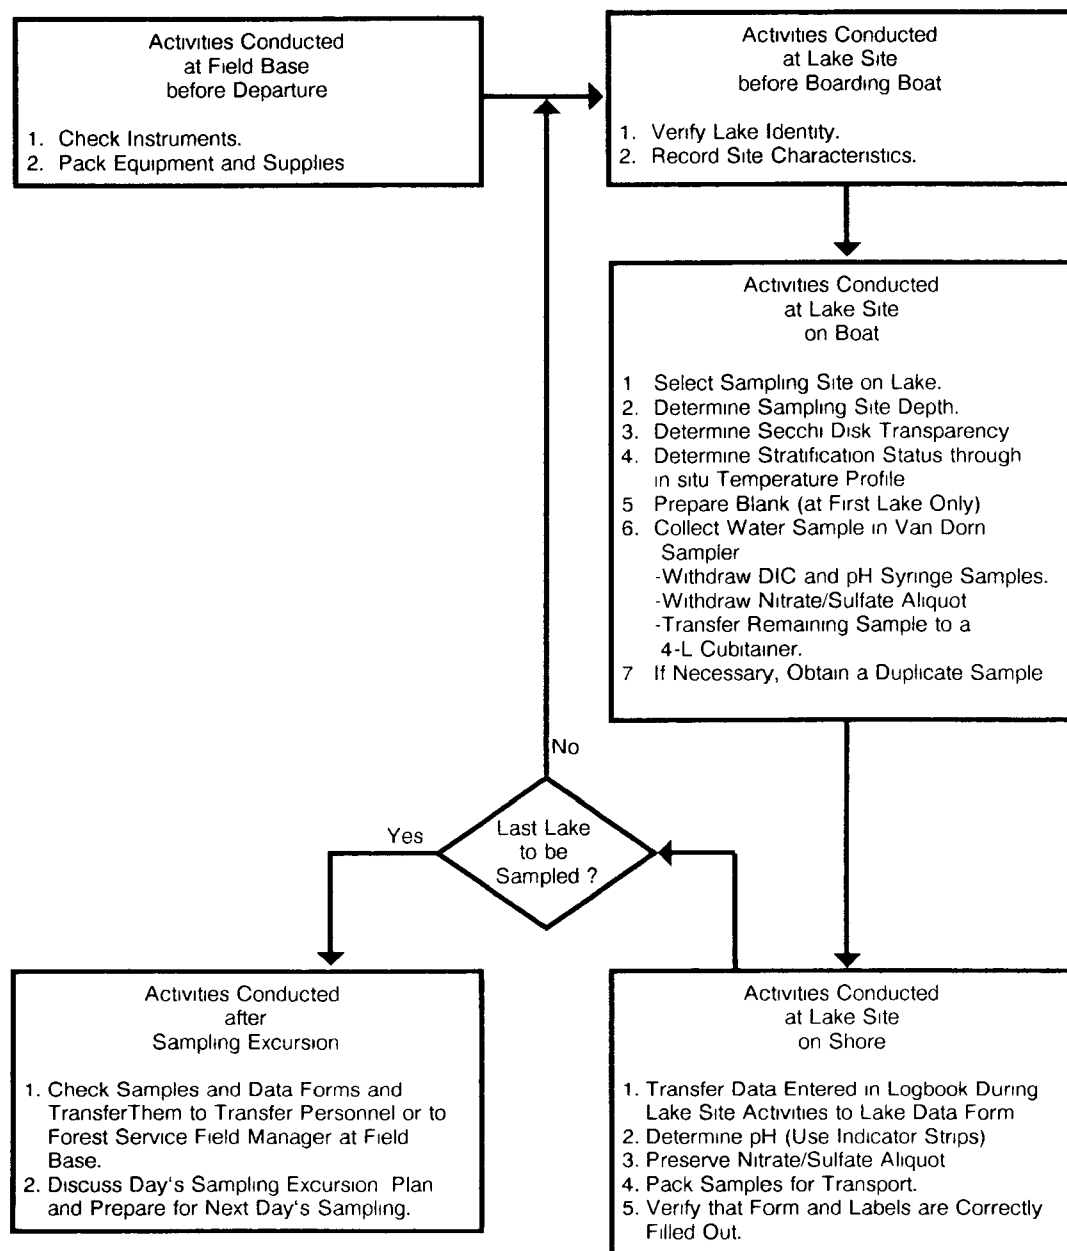 Activities Conducted
at Field Base
before Departure
1. Check Instruments.
2. Pack Equipment and Supplies
Activities Conducted
at Lake Site
before Boarding Boat
1. Verify Lake Identity.
2. Record Site Characteristics.
Activities Conducted
at Lake Site
on Boat
1 Select Sampling Site on Lake.
2. Determine Sampling Site Depth.
3. Determine Secchi Disk Transparency
4. Determine Stratification Status through
in situ Temperature Profile
5 Prepare Blank (at First Lake Only)
6. Collect Water Sample in Van Dorn
Sampler
-Withdraw DIC and pH Syringe Samples.
-Withdraw Nitrate/Sulfate Aliquot
-Transfer Remaining Sample to a
4-L Cubitainer.
7 If Necessary, Obtain a Duplicate Sample
No
Yes
Last Lake
to be
Sampled ?
Activities Conducted
after
Sampling Excursion
1. Check Samples and Data Forms and
TransferThem to Transfer Personnel or to
Forest Service Field Manager at Field
Base.
2. Discuss Day's Sampling Excursion Plan
and Prepare for Next Day's Sampling.
Activities Conducted
at Lake Site
on Shore
1. Transfer Data Entered in Logbook During
Lake Site Activities to Lake Data Form
2. Determine pH (Use Indicator Strips)
3. Preserve Nitrate/Sulfate Aliquot
4. Pack Samples for Transport.
5. Verify that Form and Labels are Correctly
Filled Out.